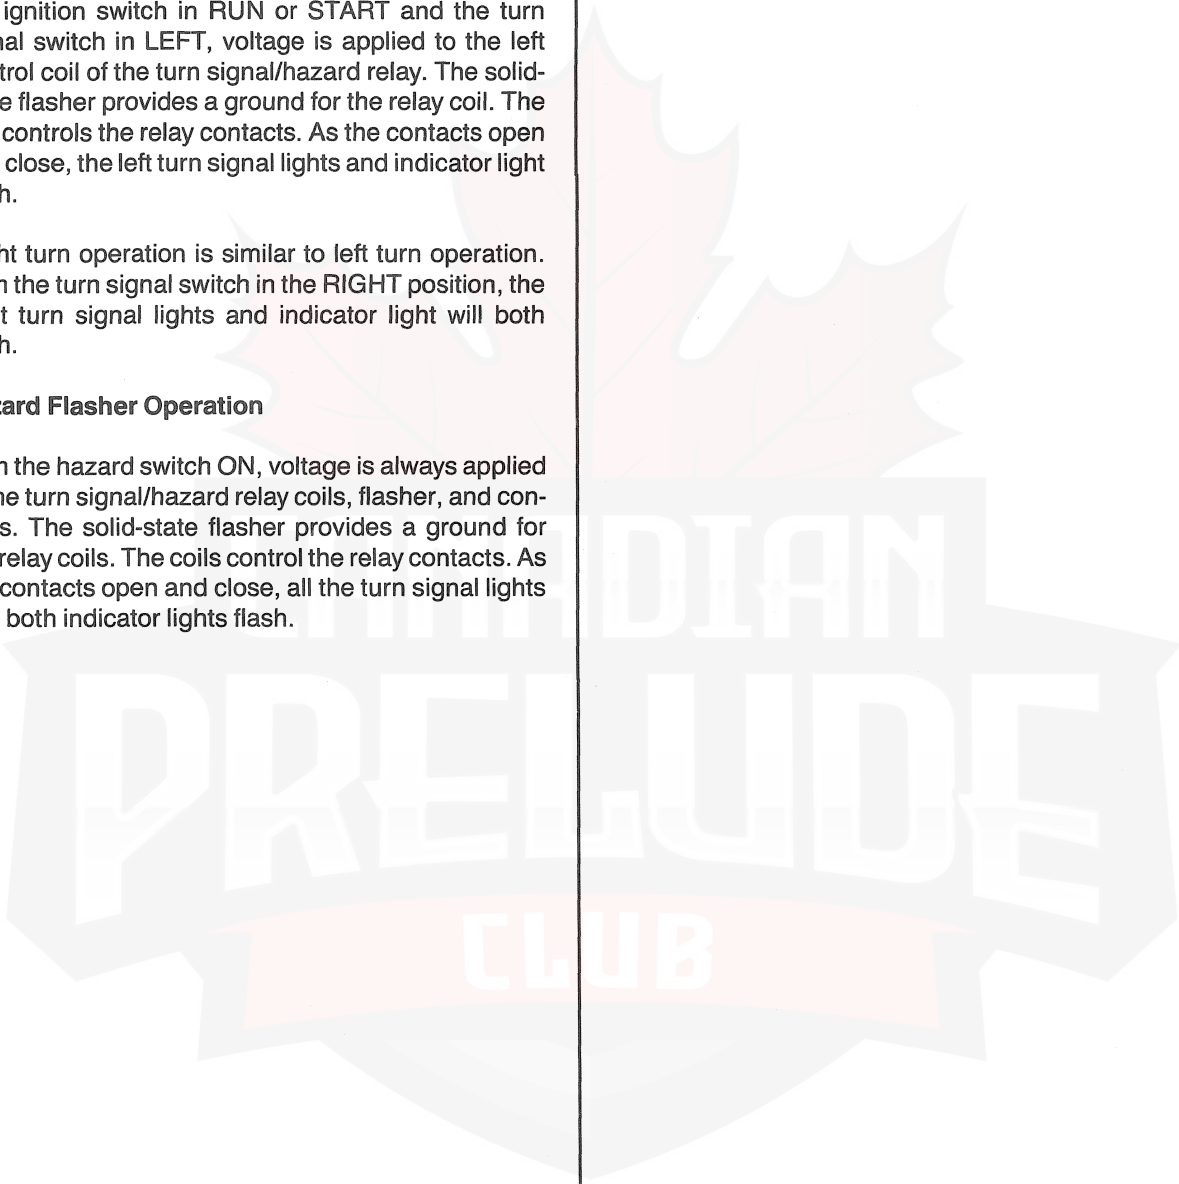 ignition switch in RUN or START and the turn
nal switch in LEFT, voltage is applied to the left
trol coil of the turn signal/hazard relay. The solid-
e flasher provides a ground for the relay coil. The
controls the relay contacts. As the contacts open
close, the left turn signal lights and indicator light
h.
ht turn operation is similar to left turn operation.
h the turn signal switch in the RIGHT position, the
t turn signal lights and indicator light will both
h.
zard Flasher Operation
h the hazard switch ON, voltage is always applied
he turn signal/hazard relay coils, flasher, and con-
s. The solid-state flasher provides a ground for
relay coils. The coils control the relay contacts. As
contacts open and close, all the turn signal lights
both indicator lights flash.
CANADIAN
PRELUDE
CLUB